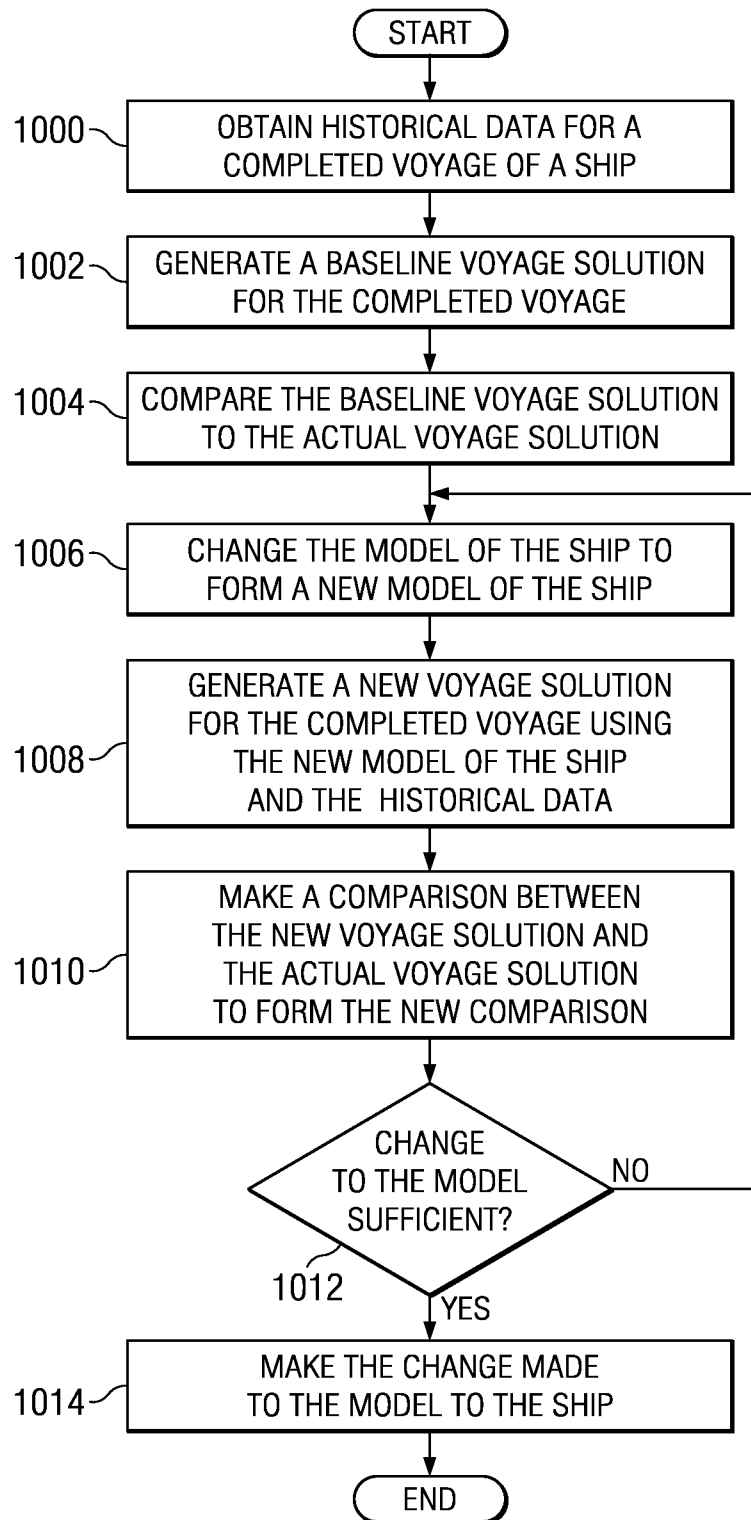 START
1000
OBTAIN HISTORICAL DATA FOR A
COMPLETED VOYAGE OF A SHIP
1002
GENERATE A BASELINE VOYAGE SOLUTION
FOR THE COMPLETED VOYAGE
1004
COMPARE THE BASELINE VOYAGE SOLUTION
TO THE ACTUAL VOYAGE SOLUTION
1006
CHANGE THE MODEL OF THE SHIP TO
FORM A NEW MODEL OF THE SHIP
1008
GENERATE A NEW VOYAGE SOLUTION
FOR THE COMPLETED VOYAGE USING
THE NEW MODEL OF THE SHIP
AND THE HISTORICAL DATA
1010
MAKE A COMPARISON BETWEEN
THE NEW VOYAGE SOLUTION AND
THE ACTUAL VOYAGE SOLUTION
TO FORM THE NEW COMPARISON
CHANGE
TO THE MODEL
SUFFICIENT?
NO
1012
YES
1014
MAKE THE CHANGE MADE
TO THE MODEL TO THE SHIP
END